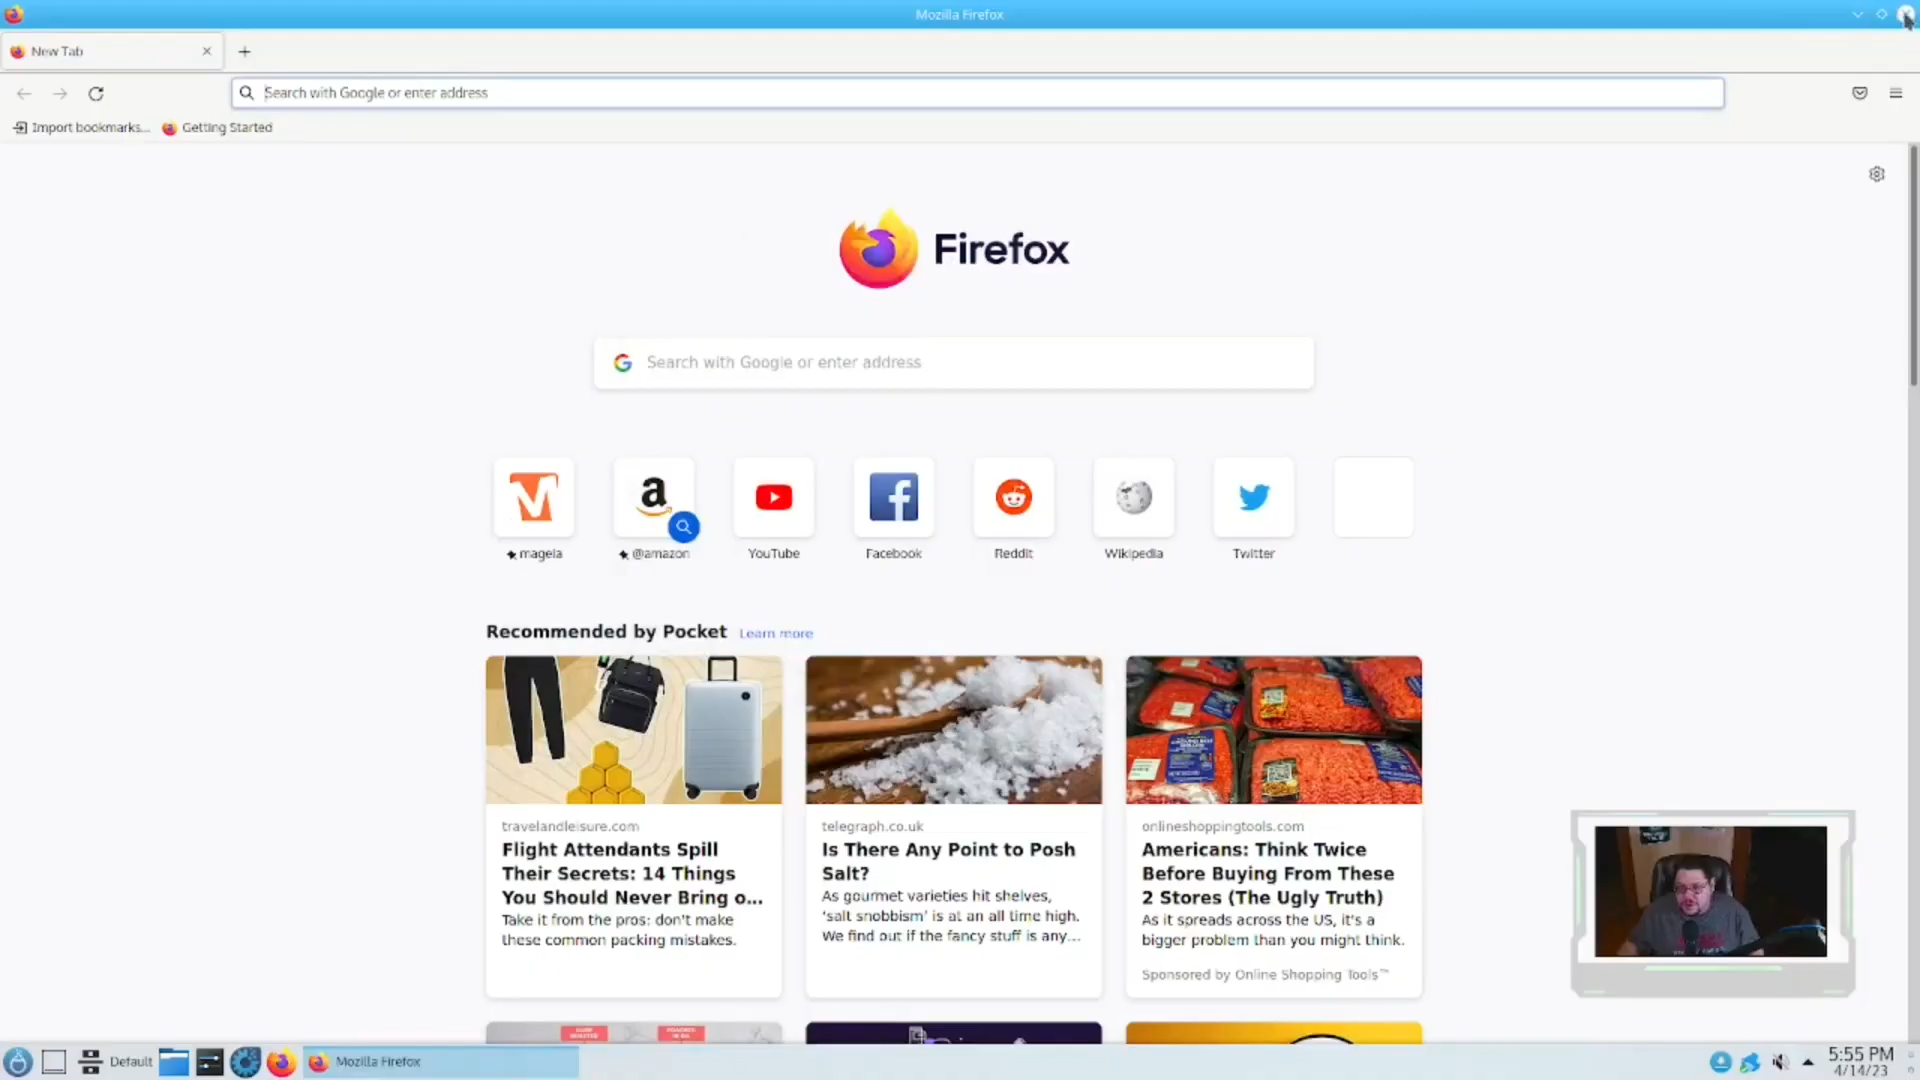 Mozilla Firefox
New Tab
Search with Google or enter address
Import bookmarks...
Getting Started
Firefox
Search with Google or enter address
magela
@amazon
YouTube
Facebook
Reddit
Wikipedia
Twitter
Recommended by Pocket Learn more
travelandleisure.com
Flight Attendants Spill
Their Secrets: 14 Things
You Should Never Bring o...
Take it from the pros: don't make
these common packing mistakes.
telegraph.co.uk
Is There Any Point to Posh
Salt?
As gourmet varieties hit shelves,
'salt snobbism' is at an all time high.
We find out if the fancy stuff is any...
onlineshoppingtools.com
Americans: Think Twice
Before Buying From These
2 Stores (The Ugly Truth)
As it spreads across the US, it's a
bigger problem than you might think.
Sponsored by Online Shopping Tools™
Default
Mozilla Firefox
5:55 PM
4/14/23